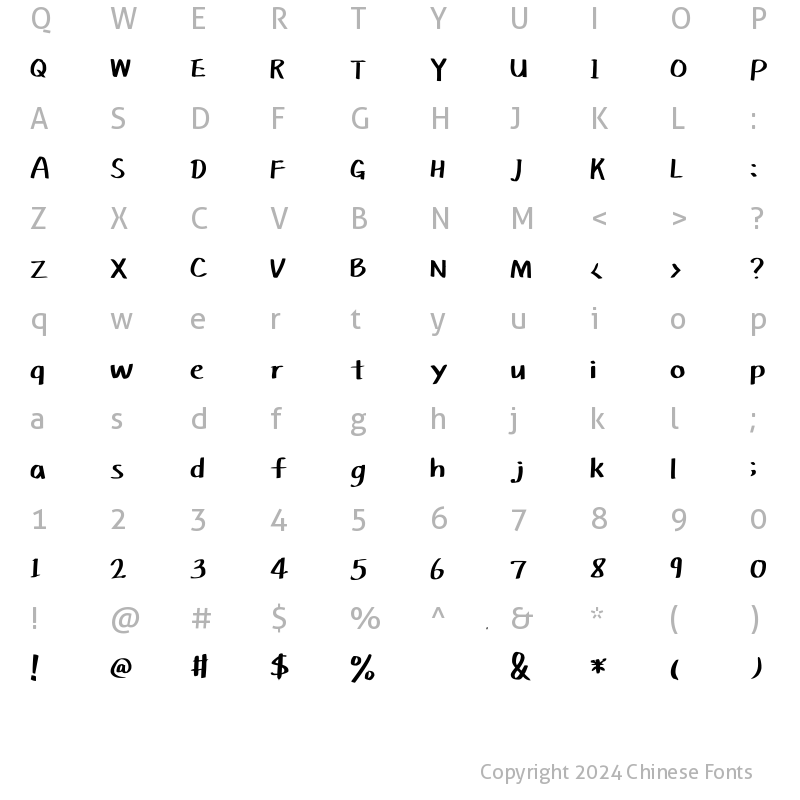 Q W E R T Y U I O P
Q W E R T Y U I O P
A S D F G H J K L :
A S D F G H J K L :
Z X C V B N M < > ?
Z X C V B N M < > ?
q w e r t y u i o p
q w e r t y u i o p
a s d f g h j k l ;
a s d f g h j k l ;
1 2 3 4 5 6 7 8 9 0
1 2 3 4 5 6 7 8 9 0
! @ # $ % ^ & * ( )
! @ # $ % . & * ( )
Copyright 2024 Chinese Fonts